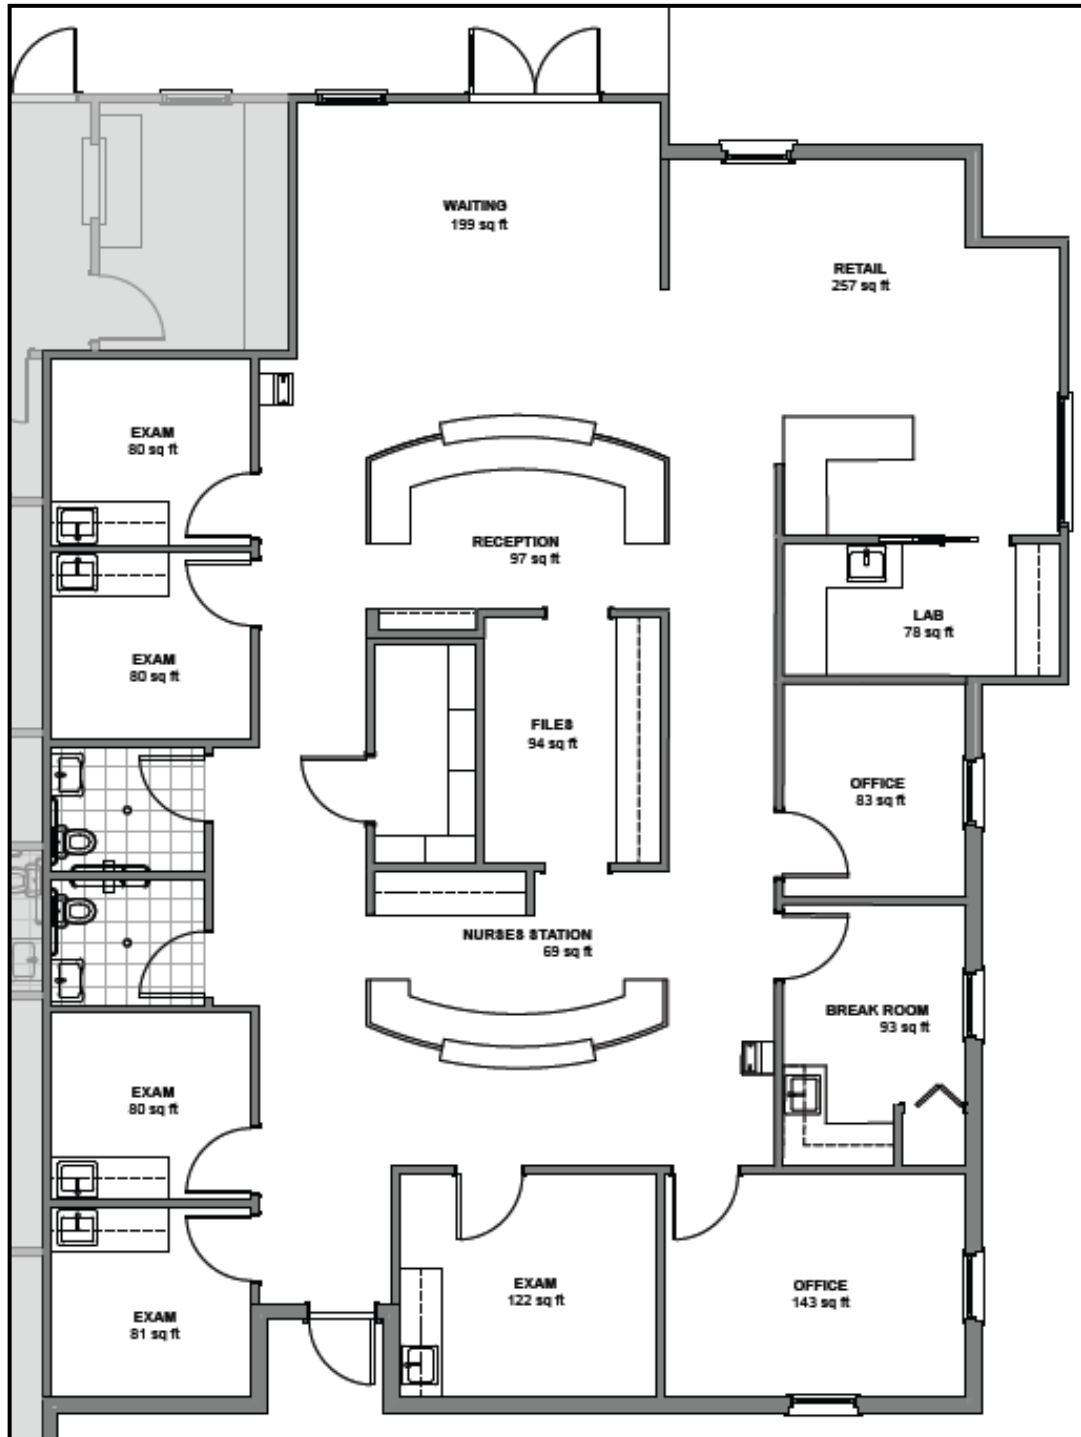 WAITING
199 sq ft
RETAIL
257 sq ft
EXAM
80 sq ft
RECEPTION
97 sq ft
LAB
78 sq ft
EXAM
80 sq ft
FILES
94 sq ft
OFFICE
83 sq ft
NURSES STATION
69 sq ft
BREAK ROOM
93 sq ft
EXAM
80 sq ft
EXAM
122 sq ft
OFFICE
143 sq ft
EXAM
81 sq ft